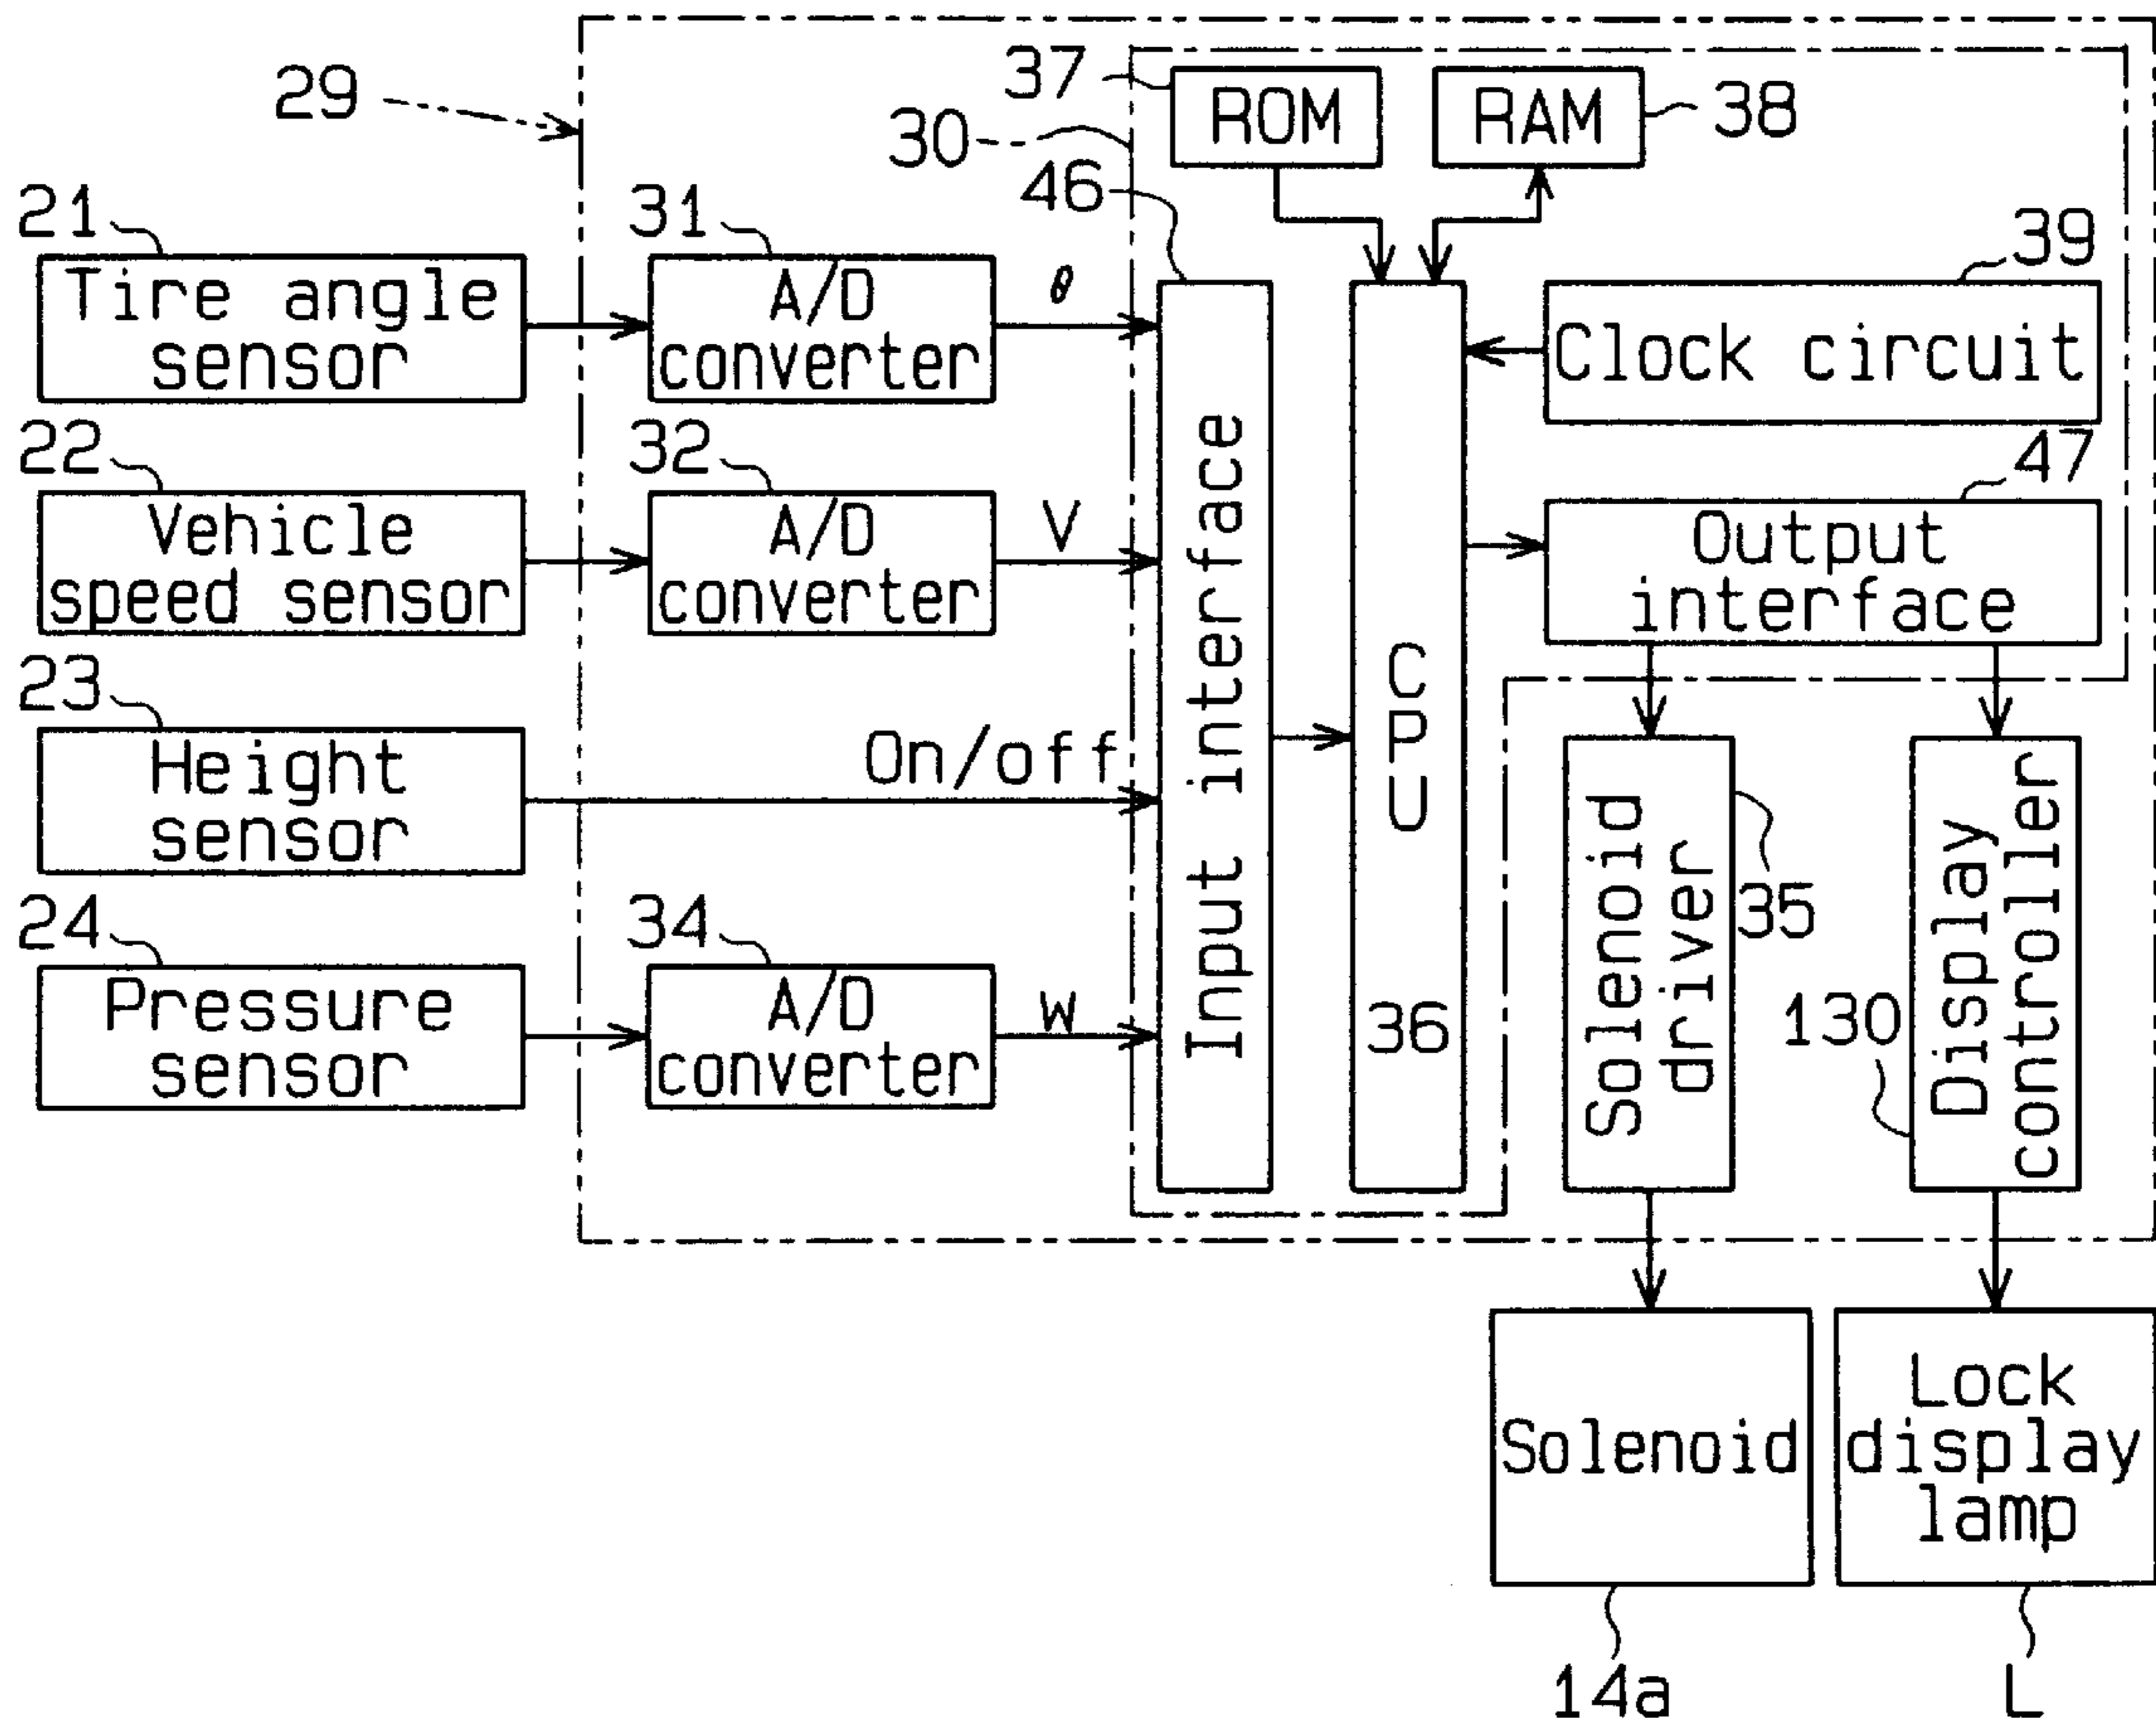 29
37
ROM
RAM
38
30
46
21
Tire angle
sensor
31
A/D
converter
θ
39
Clock circuit
22
Vehicle
speed sensor
32
A/D
converter
V
47
Output
interface
23
Height
sensor
On/off
Input interface
C
P
U
36
24
Pressure
sensor
34
A/D
converter
W
Solenoid
driver
35
Display
controller
130
Solenoid
Lock
display
lamp
14a
L